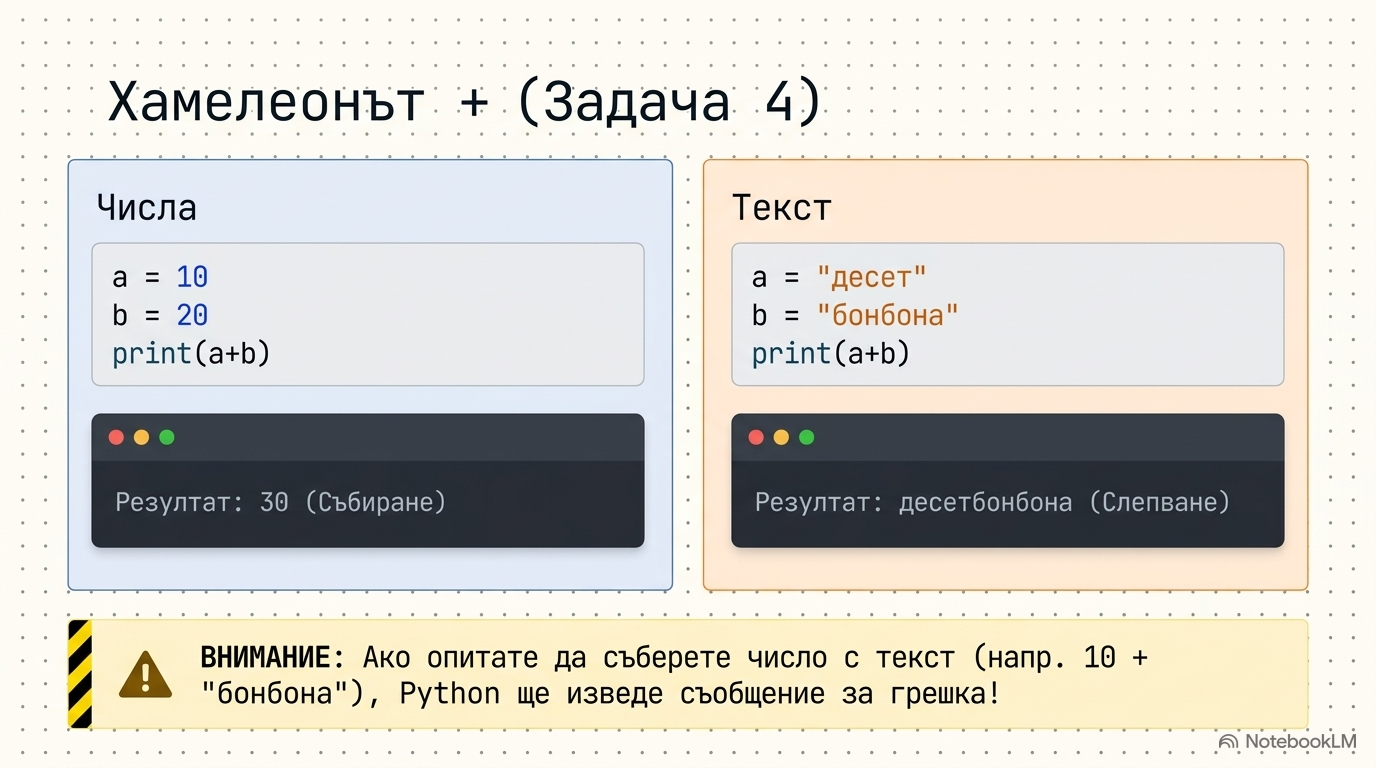 Хамелеонът + (Задача 4)
Числа
a = 10
b = 20
print(a+b)
Резултат: 30 (Събиране)
Текст
a = "десет"
b = "бонбона"
print(a+b)
Резултат: десетбонбона (Слепване)
ВНИМАНИЕ: Ако опитате да съберете число с текст (напр. 10 +
"бонбона"), Python ще изведе съобщение за грешка!
NotebookLM